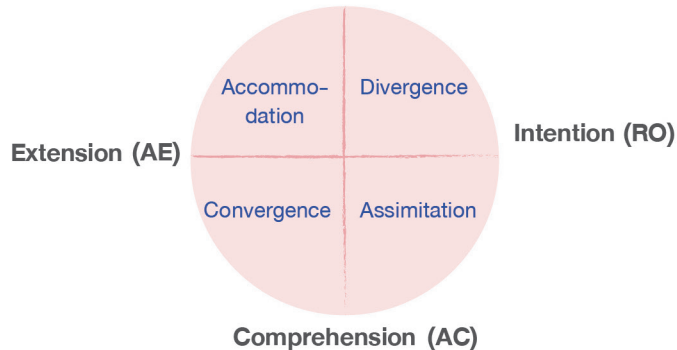 Accommo-
dation
Divergence
Extension (AE)
Intention (RO)
Convergence
Assimitation
Comprehension (AC)